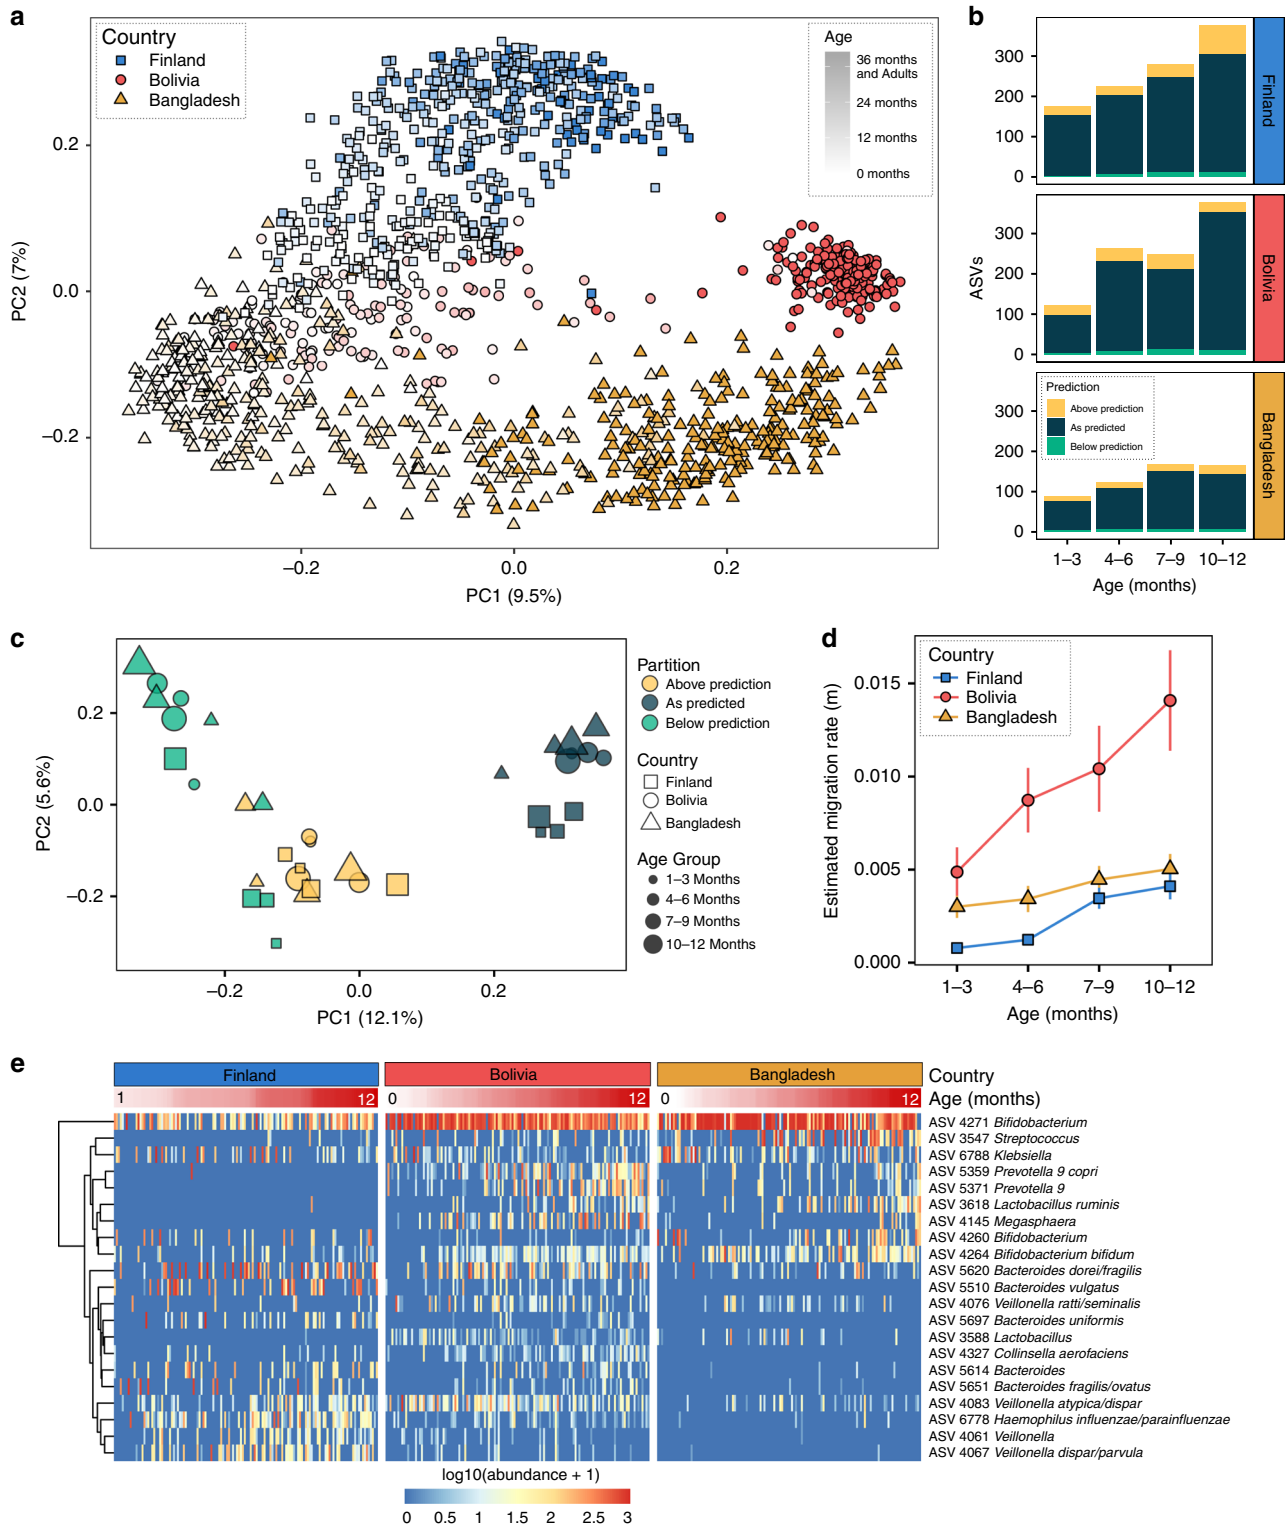 a
Country
Finland
Bolivia
Bangladesh
Age
36 months
and Adults
24 months
12 months
0 months
0.2
0.0
−0.2
PC2 (7%)
−0.2
0.0
0.2
PC1 (9.5%)
b
300
200
100
0
Finland
300
200
100
0
Bolivia
ASVs
Prediction
Above prediction
As predicted
Below prediction
300
200
100
0
Bangladesh
1–3
4–6
7–9
10–12
Age (months)
c
0.2
0.0
−0.2
PC2 (5.6%)
−0.2
0.0
0.2
PC1 (12.1%)
Partition
Above prediction
As predicted
Below prediction
Country
Finland
Bolivia
Bangladesh
Age Group
1–3 Months
4–6 Months
7–9 Months
10–12 Months
d
Country
Finland
Bolivia
Bangladesh
0.015
0.010
0.005
0.000
Estimated migration rate (m)
1–3
4–6
7–9
10–12
Age (months)
e
Finland
Bolivia
Bangladesh
Country
1
12
0
12
0
12
Age (months)
ASV 4271 Bifidobacterium
ASV 3547 Streptococcus
ASV 6788 Klebsiella
ASV 5359 Prevotella 9 copri
ASV 5371 Prevotella 9
ASV 3618 Lactobacillus ruminis
ASV 4145 Megasphaera
ASV 4260 Bifidobacterium
ASV 4264 Bifidobacterium bifidum
ASV 5620 Bacteroides dorei/fragilis
ASV 5510 Bacteroides vulgatus
ASV 4076 Veillonella ratti/seminalis
ASV 5697 Bacteroides uniformis
ASV 3588 Lactobacillus
ASV 4327 Collinsella aerofaciens
ASV 5614 Bacteroides
ASV 5651 Bacteroides fragilis/ovatus
ASV 4083 Veillonella atypica/dispar
ASV 6778 Haemophilus influenzae/parainfluenzae
ASV 4061 Veillonella
ASV 4067 Veillonella dispar/parvula
log10(abundance + 1)
0
0.5
1
1.5
2
2.5
3